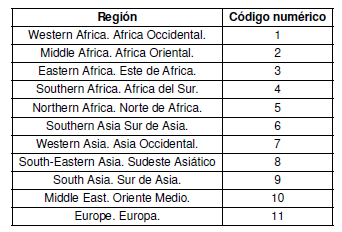 Región Código numérico
Western Africa. Africa Occidental. 1
Middle Africa. Africa Oriental. 2
Eastern Africa. Este de Africa. 3
Southern Africa. Africa del Sur. 4
Northern Africa. Norte de Africa. 5
Southern Asia Sur de Asia. 6
Western Asia. Asia Occidental. 7
South-Eastern Asia. Sudeste Asiático 8
South Asia. Sur de Asia. 9
Middle East. Oriente Medio. 10
Europe. Europa. 11